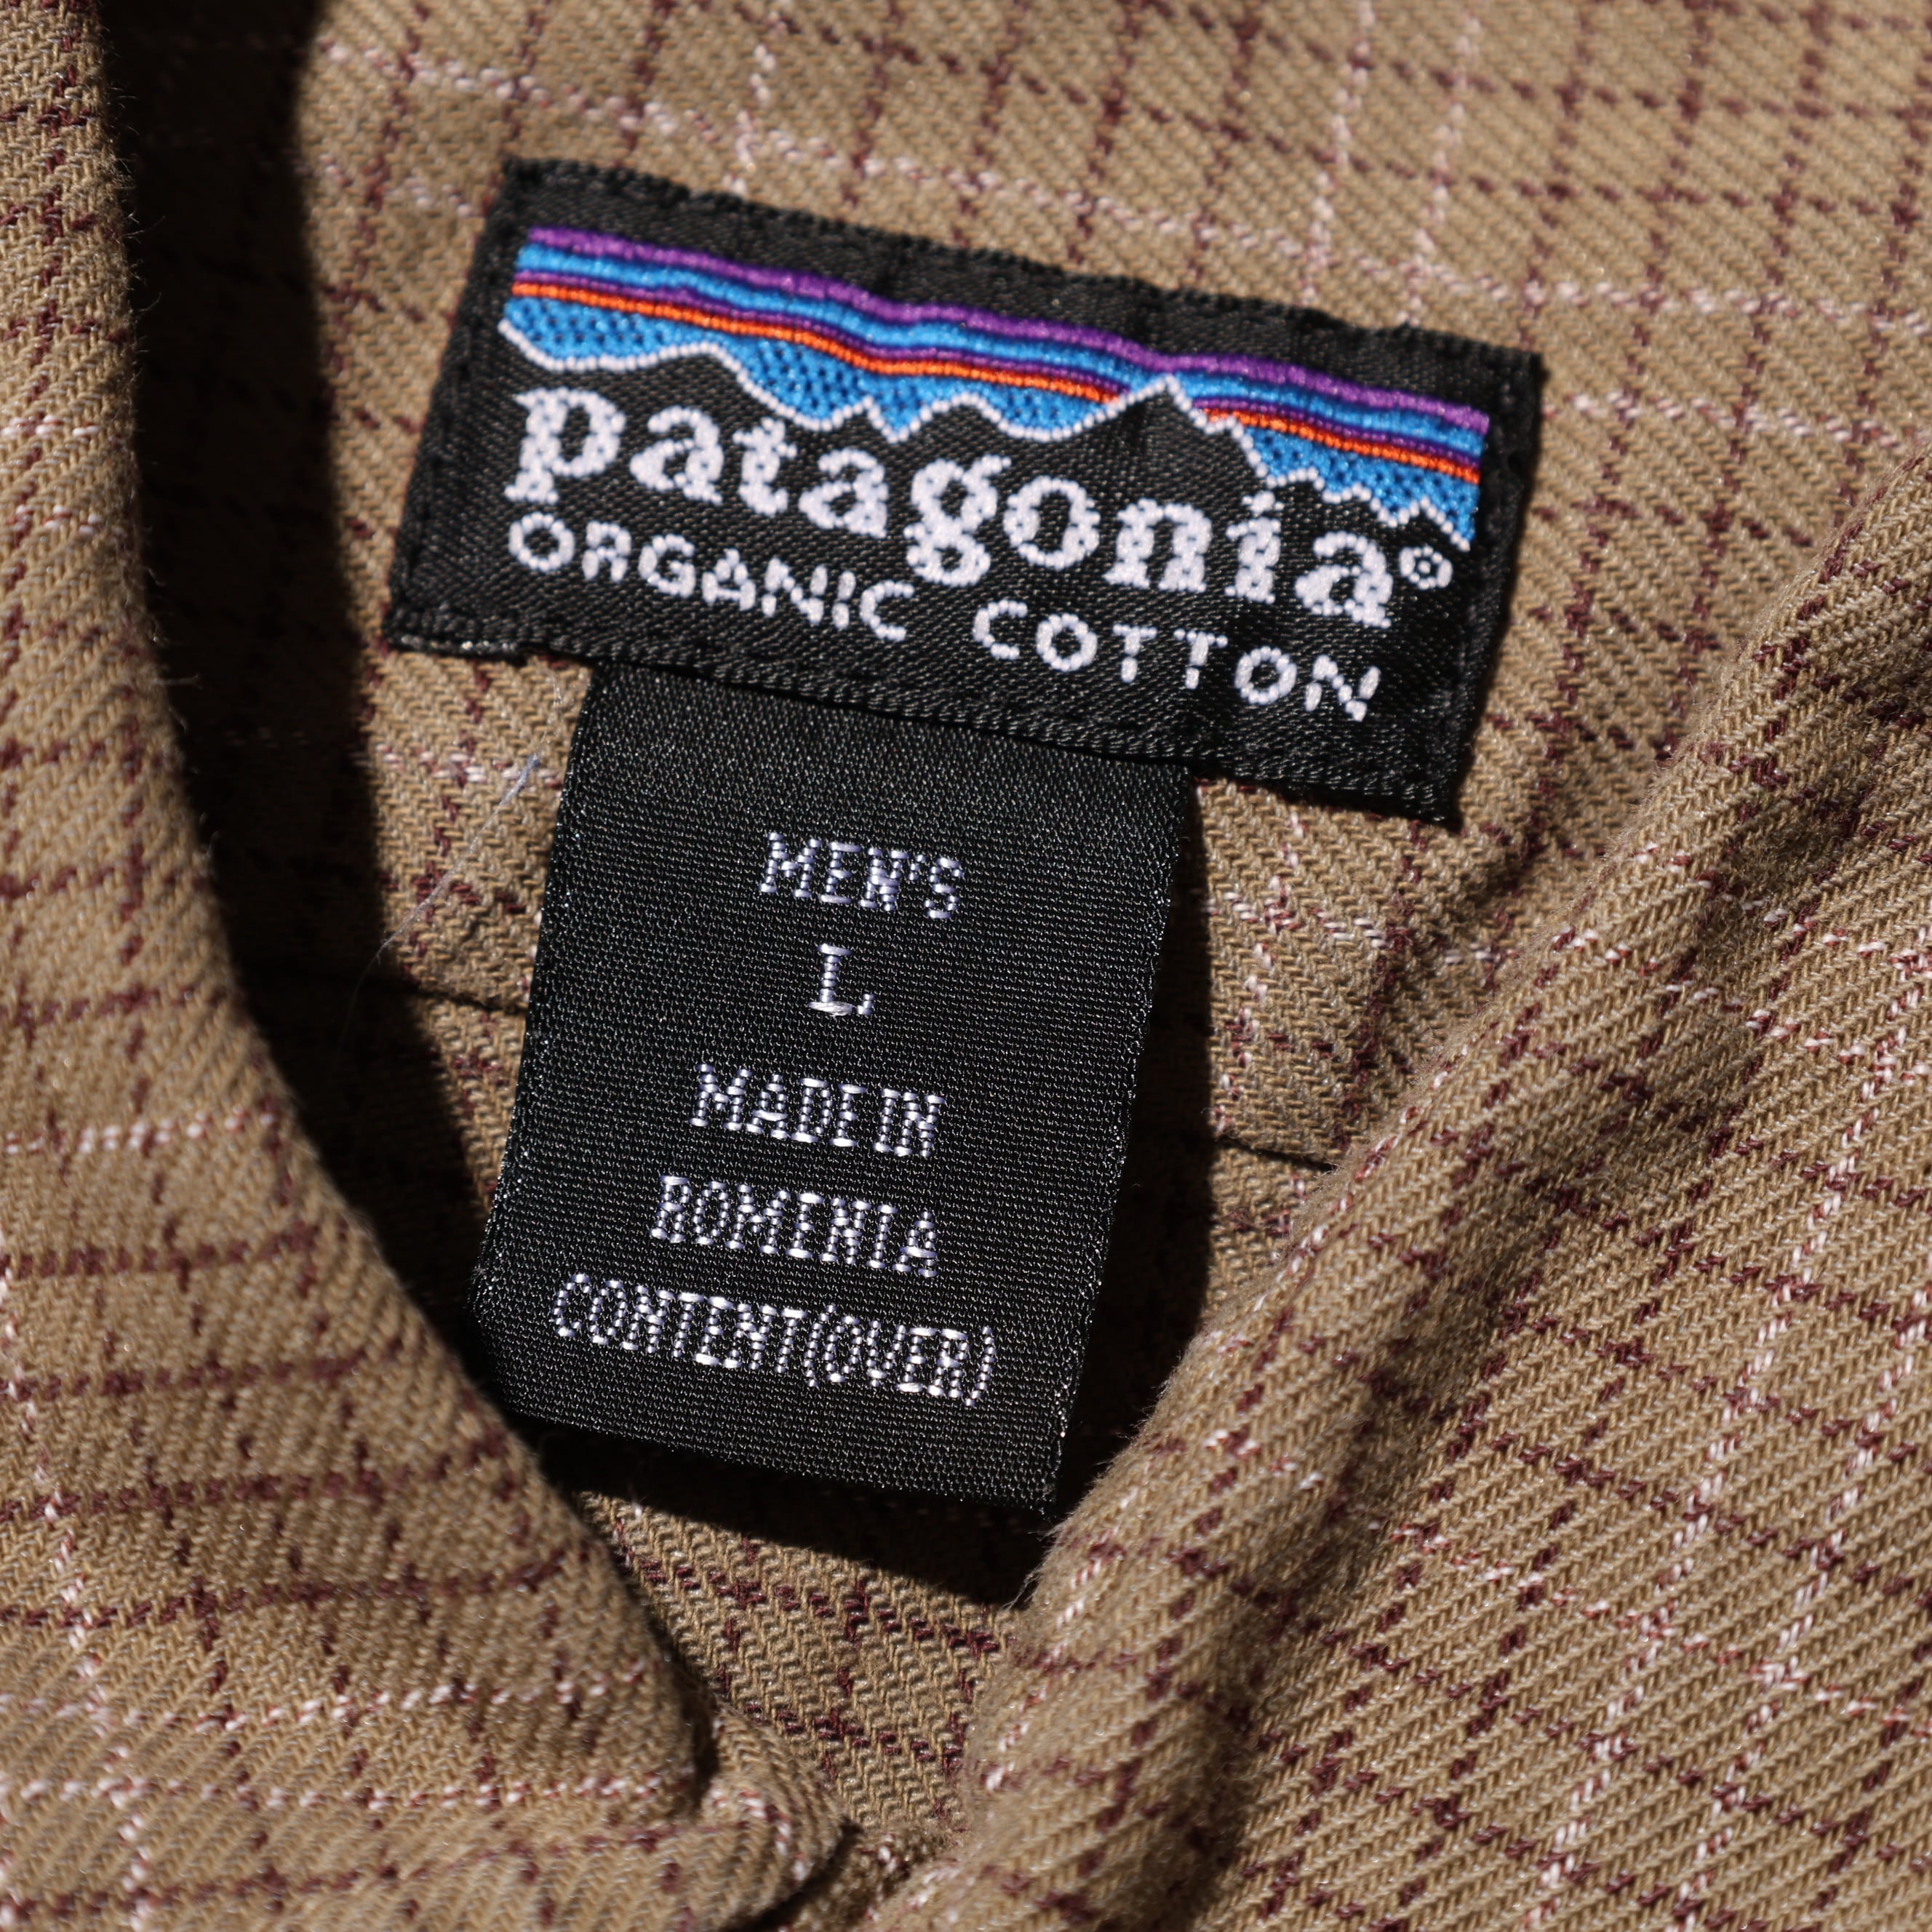 patagonia®
ORGANIC COTTON
MEN'S
L
MADE IN
ROMENIA
CONTENT(OVER)